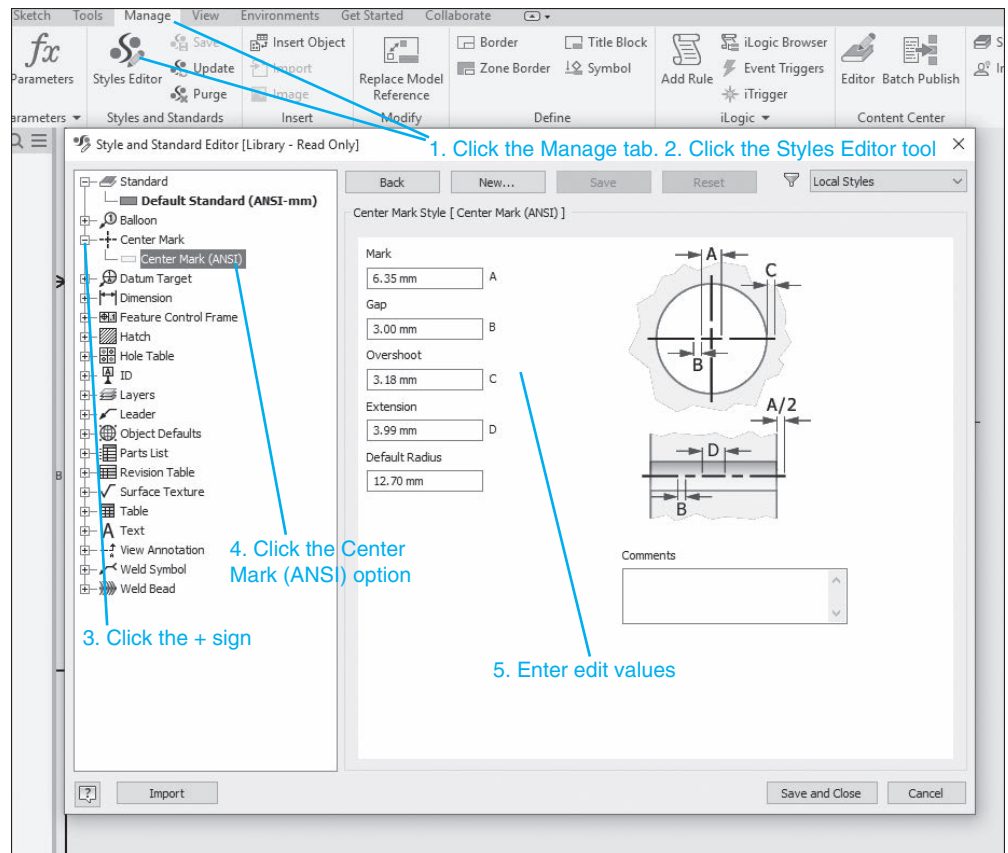 Sketch Tools Manage View Environments Get Started Collaborate
fx
Parameters
Styles Editor
Save
Update
Purge
Insert Object
Import
Image
Replace Model
Reference
Border
Zone Border
Title Block
Symbol
Add Rule
iLogic Browser
Event Triggers
iTrigger
Editor Batch Publish
Styles and Standards Insert Modify Define iLogic Content Center
Style and Standard Editor [Library - Read Only]
1. Click the Manage tab. 2. Click the Styles Editor tool
Standard
Default Standard (ANSI-mm)
Balloon
Center Mark
Center Mark (ANSI)
Datum Target
Dimension
Feature Control Frame
Hatch
Hole Table
ID
Layers
Leader
Object Defaults
Parts List
Revision Table
Surface Texture
Table
Text
View Annotation
Weld Symbol
Weld Bead
3. Click the + sign
4. Click the Center
Mark (ANSI) option
Back New... Save Reset Local Styles
Center Mark Style [ Center Mark (ANSI) ]
Mark
6.35 mm A
Gap
3.00 mm B
Overshoot
3.18 mm C
Extension
3.99 mm D
Default Radius
12.70 mm
A
C
B
A/2
D
B
Comments
5. Enter edit values
B
? Import Save and Close Cancel